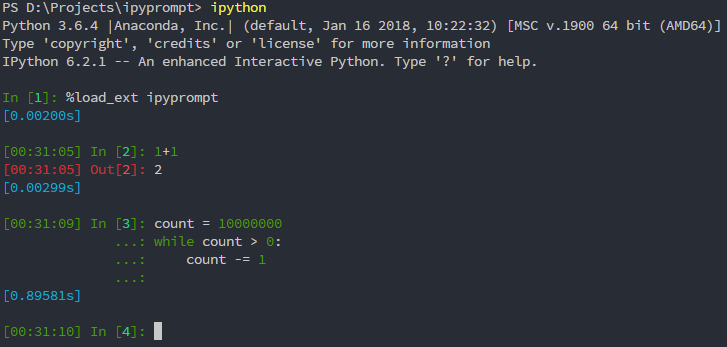 PS D:\Projects\ipyprompt> ipython
Python 3.6.4 |Anaconda, Inc.| (default, Jan 16 2018, 10:22:32) [MSC v.1900 64 bit (AMD64)]
Type 'copyright', 'credits' or 'license' for more information
IPython 6.2.1 -- An enhanced Interactive Python. Type '?' for help.
In [1]: %load_ext ipyprompt
[0.00200s]
[00:31:05] In [2]: 1+1
[00:31:05] Out[2]: 2
[0.00299s]
[00:31:09] In [3]: count = 10000000
...: while count > 0:
...:     count -= 1
...:
[0.89581s]
[00:31:10] In [4]: